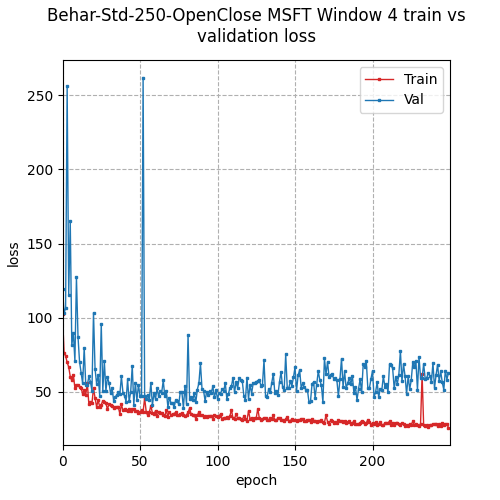 Behar-Std-250-OpenClose MSFT Window 4 train vs
validation loss
Train
Val
250
200
150
100
50
loss
0
50
100
150
200
epoch